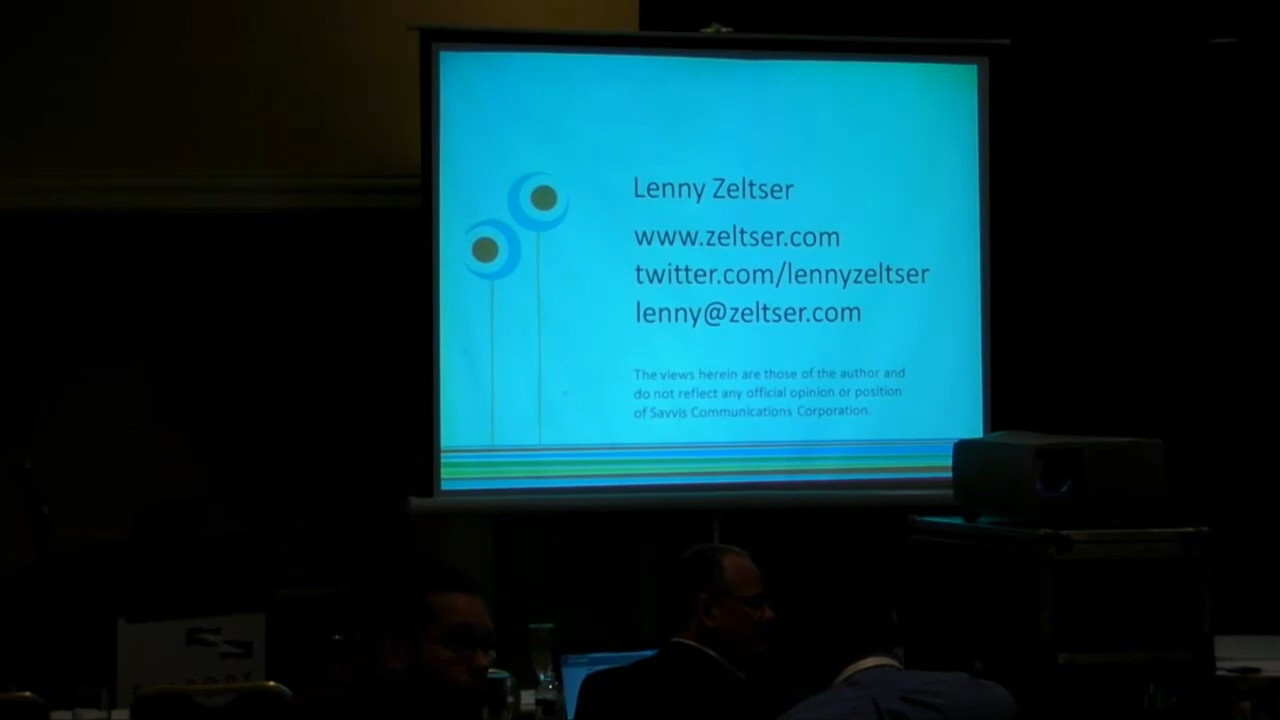 Lenny Zeltser
www.zeltser.com
twitter.com/lennyzeltser
lenny@zeltser.com
The views herein are those of the author and
do not reflect any official opinion or position
of Savvis Communications Corporation.